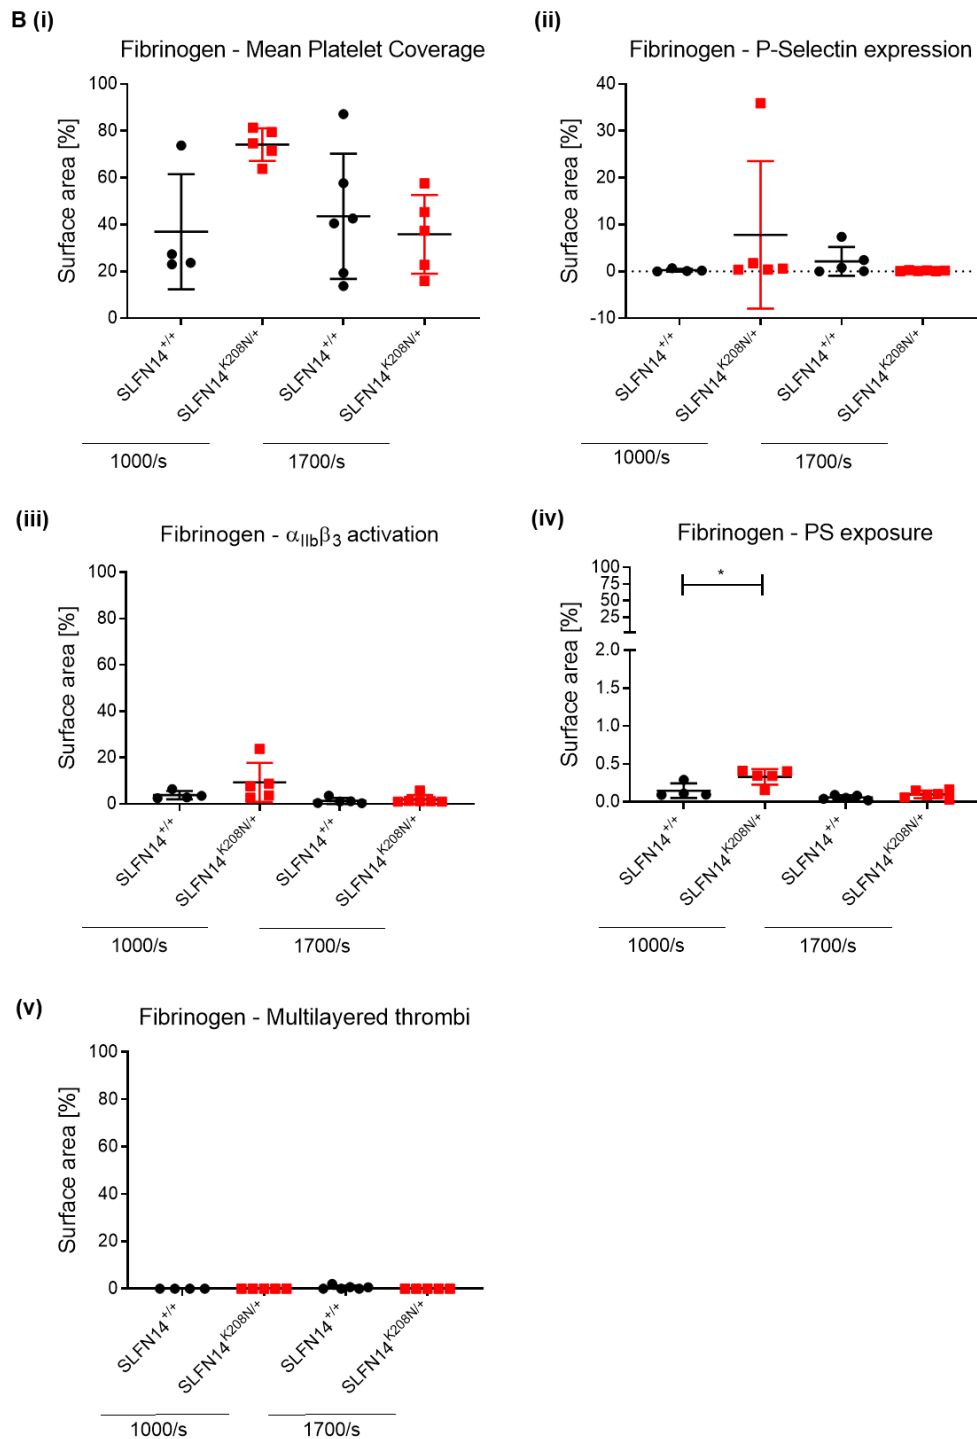 B (i)
Fibrinogen - Mean Platelet Coverage
Surface area [%]
100
80
60
40
20
0
SLFN14+/+
SLFN14K208N/+
SLFN14+/+
SLFN14K208N/+
1000/s
1700/s
(ii)
Fibrinogen - P-Selectin expression
Surface area [%]
40
30
20
10
0
-10
SLFN14+/+
SLFN14K208N/+
SLFN14+/+
SLFN14K208N/+
1000/s
1700/s
(iii)
Fibrinogen - αIIbβ3 activation
Surface area [%]
100
80
60
40
20
0
SLFN14+/+
SLFN14K208N/+
SLFN14+/+
SLFN14K208N/+
1000/s
1700/s
(iv)
Fibrinogen - PS exposure
Surface area [%]
100
75
50
25
2.0
1.5
1.0
0.5
0.0
*
SLFN14+/+
SLFN14K208N/+
SLFN14+/+
SLFN14K208N/+
1000/s
1700/s
(v)
Fibrinogen - Multilayered thrombi
Surface area [%]
100
80
60
40
20
0
SLFN14+/+
SLFN14K208N/+
SLFN14+/+
SLFN14K208N/+
1000/s
1700/s